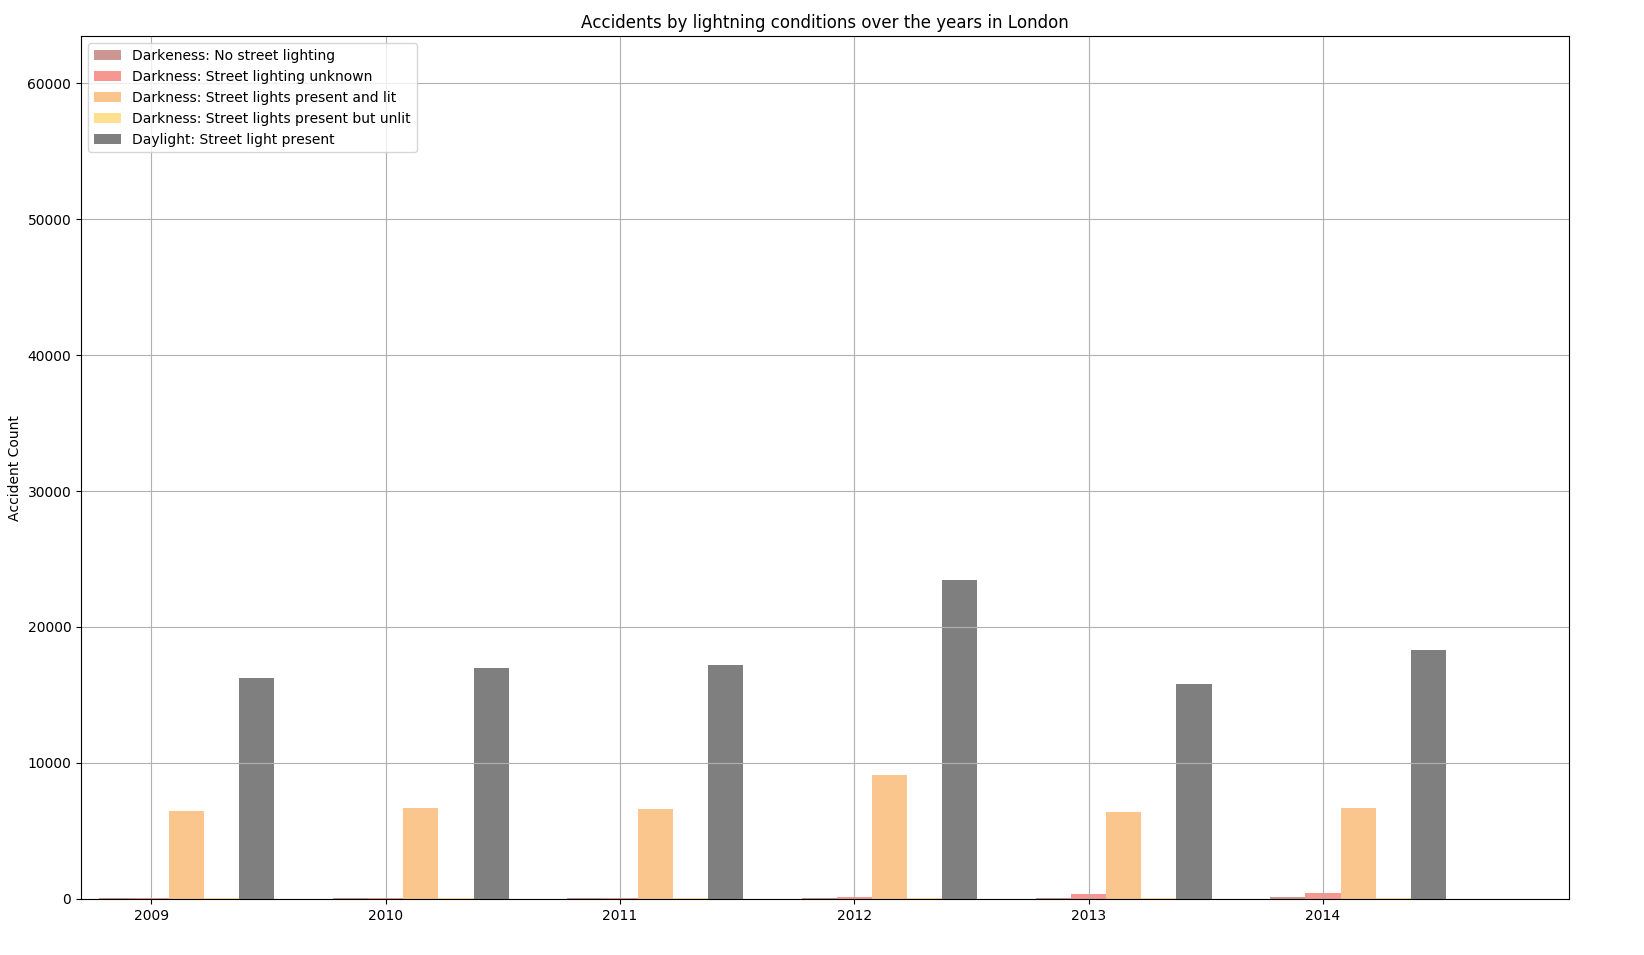 Accidents by lightning conditions over the years in London
Darkeness: No street lighting
Darkness: Street lighting unknown
Darkness: Street lights present and lit
Darkness: Street lights present but unlit
Daylight: Street light present
Accident Count
60000
50000
40000
30000
20000
10000
0
2009 2010 2011 2012 2013 2014